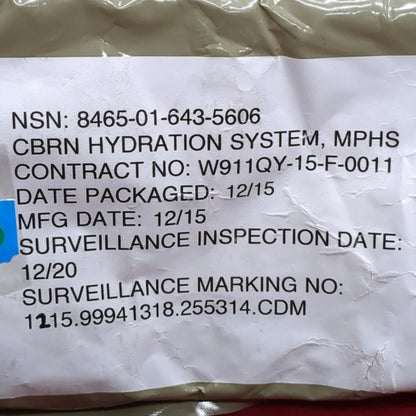 NSN: 8465-01-643-5606
CBRN HYDRATION SYSTEM, MPHS
CONTRACT NO: W911QY-15-F-0011
DATE PACKAGED: 12/15
MFG DATE: 12/15
SURVEILLANCE INSPECTION DATE:
12/20
SURVEILLANCE MARKING NO:
1215.99941318.255314.CDM